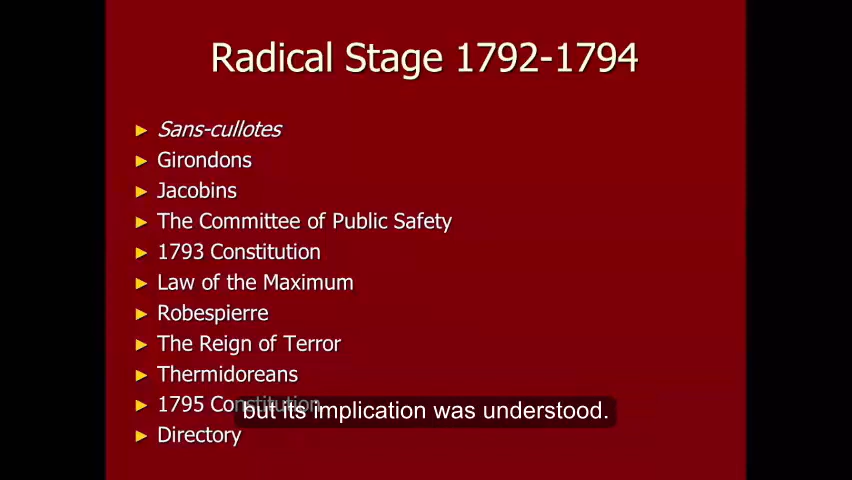 Radical Stage 1792-1794
Sans-cullotes
Girondons
Jacobins
The Committee of Public Safety
1793 Constitution
Law of the Maximum
Robespierre
The Reign of Terror
Thermidoreans
1795 Constitution
but its implication was understood.
Directory